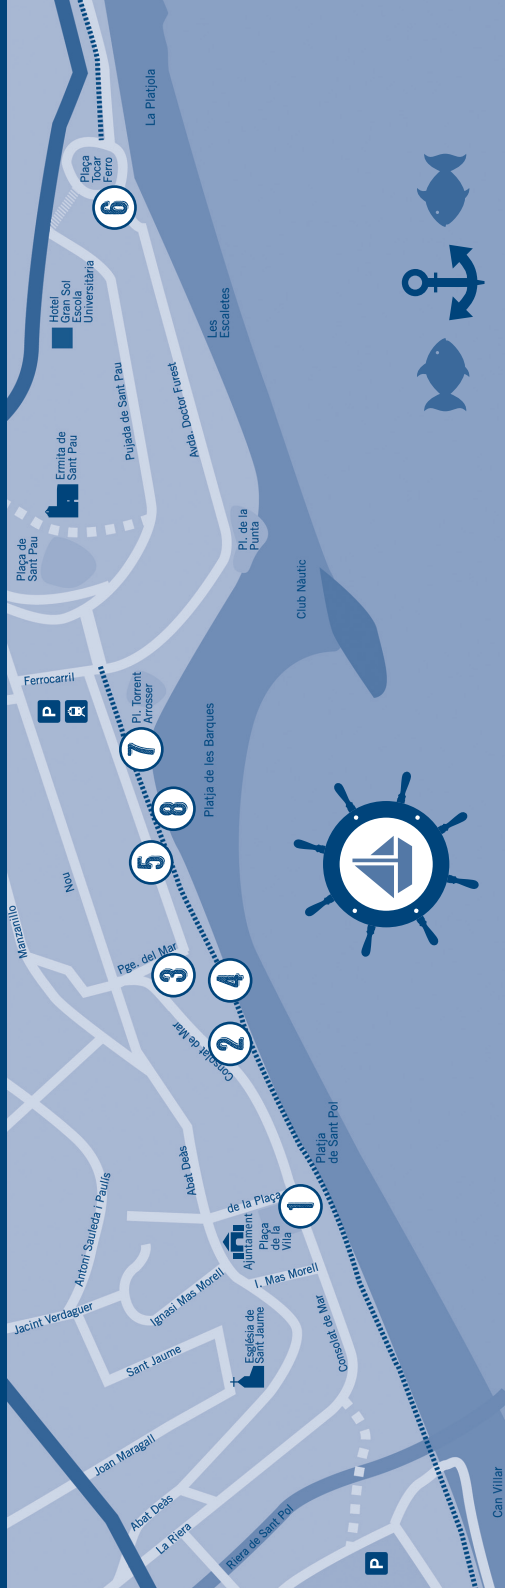 La Platjola
Plaça
Tocar
Ferro
6
Hotel
Gran Sol
Escola
Universitària
Les
Escaletes
Pujada de Sant Pau
Avda. Doctor Furest
Ermita de
Sant Pau
Plaça de
Sant Pau
Pl. de la
Punta
Club Nàutic
Ferrocarril
P
Pl. Torrent
Arrosser
7
Platja de les Barques
8
5
Nou
Manzanillo
Pge. del Mar
3
4
2
Consolat de Mar
Platja
de Sant Pol
Abat Deàs
Antoni Sauleda i Paulís
de la Plaça
1
Ajuntament
Plaça
de la
Vila
I. Mas Morell
Ignasi Mas Morell
Jacint Verdaguer
Sant Jaume
Església de
Sant Jaume
Consolat de Mar
Joan Maragall
Abat Deàs
La Riera
Riera de Sant Pol
P
Can Villar